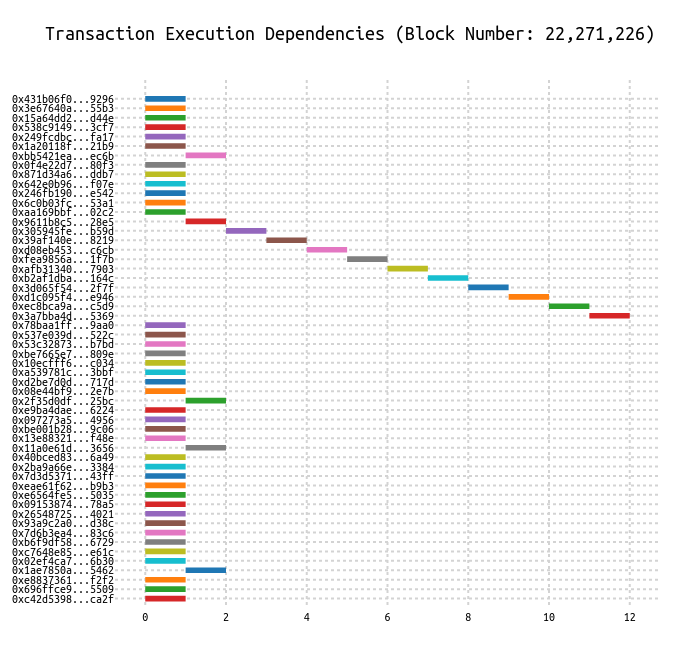 Transaction Execution Dependencies (Block Number: 22,271,226)
0x431b06f0...9296
0x3e67640a...55b3
0x15a64dd2...d44e
0x538c9149...3cf7
0x249fcdbc...fa17
0x1a20118f...21b9
0xbb5421ea...ec6b
0x0f4e22d7...80f3
0x871d34a6...ddb7
0x642e0b96...f07e
0x246fb190...e542
0x6c0b03fc...53a1
0xaa169bbf...02c2
0x9611b8c5...28e5
0x305945fe...b59d
0x39af140e...8219
0xd08eb453...c6cb
0xfea9856a...1f7b
0xafb31340...7903
0xb2af1dba...164c
0x3d065f54...2f7f
0xd1c095f4...e946
0xec8bca9a...c5d9
0x3a7bba4d...5369
0x78baa1ff...9aa0
0x537e039d...522c
0x53c32873...b7bd
0xbe7665e7...809e
0x10ecfff6...c034
0xa539781c...3bbf
0xd2be7d0d...717d
0x08e44bf9...2e7b
0x2f35d0df...25bc
0xe9ba4dae...6224
0x097273a5...4956
0xbe001b28...9c06
0x13e88321...f48e
0x11a0e61d...3656
0x40bced83...6a49
0x2ba9a66e...3384
0x7d3d5371...43ff
0xeae61f62...b9b3
0xe6564fe5...5035
0x09153874...78a5
0x26548725...4021
0x93a9c2a0...d38c
0x7d6b3ea4...83c6
0xb6f9df58...6729
0xc7648e85...e61c
0x02ef4ca7...6b30
0x1ae7850a...5462
0xe8837361...f2f2
0x696ffce9...5509
0xc42d5398...ca2f
0 2 4 6 8 10 12